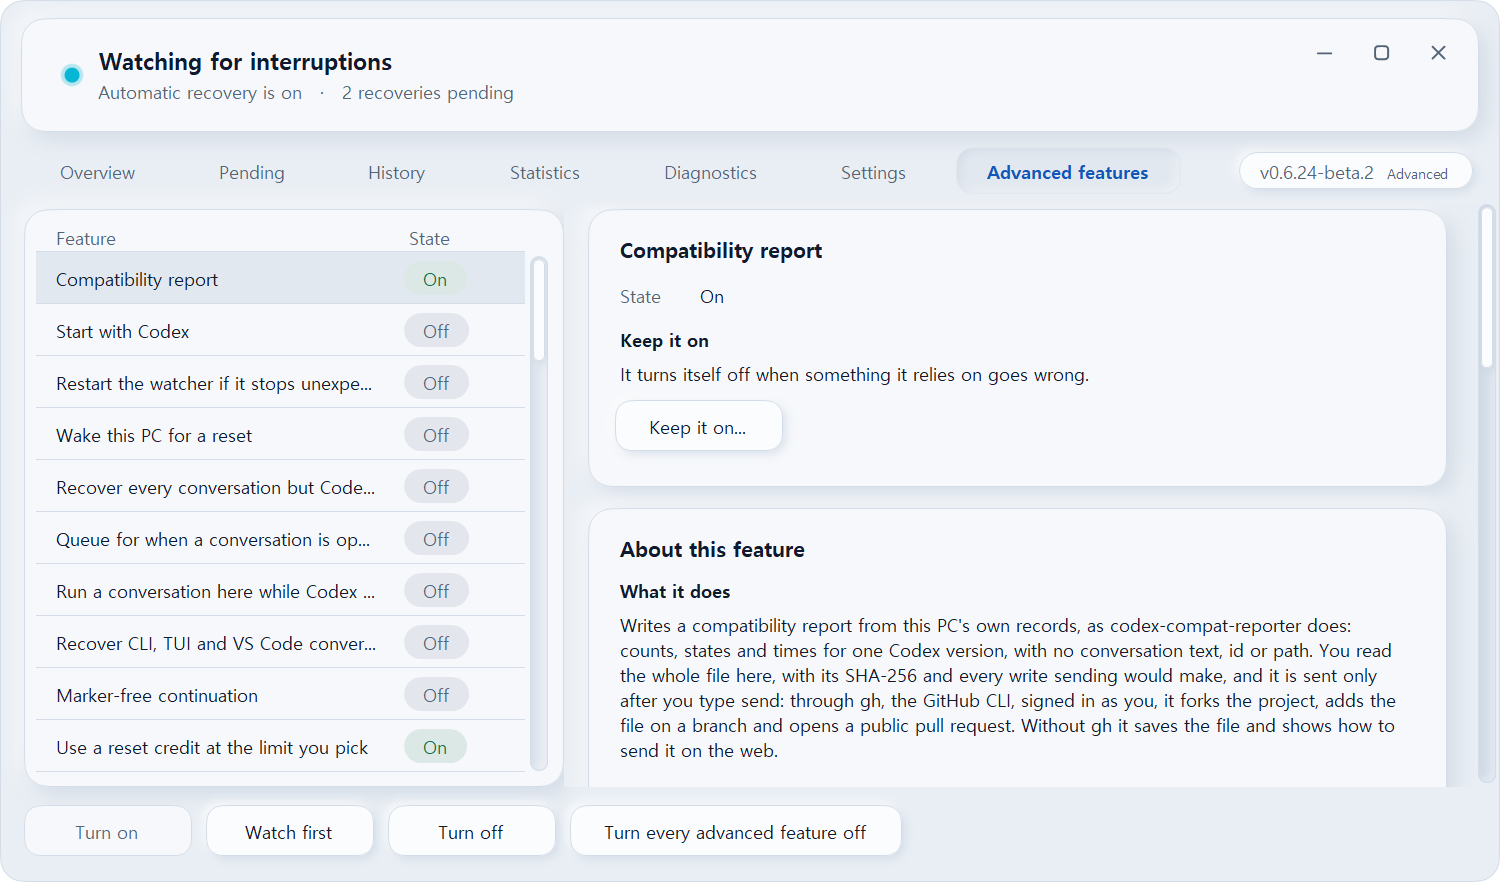 Watching for interruptions
Automatic recovery is on · 2 recoveries pending
Overview
Pending
History
Statistics
Diagnostics
Settings
Advanced features
v0.6.24-beta.2 Advanced
Feature State
Compatibility report On
Start with Codex Off
Restart the watcher if it stops unexpe... Off
Wake this PC for a reset Off
Recover every conversation but Code... Off
Queue for when a conversation is op... Off
Run a conversation here while Codex ... Off
Recover CLI, TUI and VS Code conver... Off
Marker-free continuation Off
Use a reset credit at the limit you pick On
Compatibility report
State On
Keep it on
It turns itself off when something it relies on goes wrong.
Keep it on...
About this feature
What it does
Writes a compatibility report from this PC's own records, as codex-compat-reporter does:
counts, states and times for one Codex version, with no conversation text, id or path. You read
the whole file here, with its SHA-256 and every write sending would make, and it is sent only
after you type send: through gh, the GitHub CLI, signed in as you, it forks the project, adds the
file on a branch and opens a public pull request. Without gh it saves the file and shows how to
send it on the web.
Turn on
Watch first
Turn off
Turn every advanced feature off